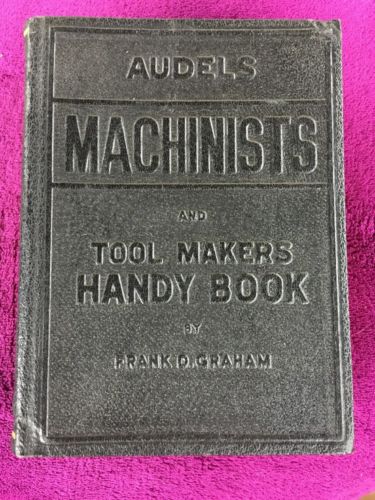 AUDELS
MACHINISTS
AND
TOOL MAKERS
HANDY BOOK
BY
FRANK D. GRAHAM